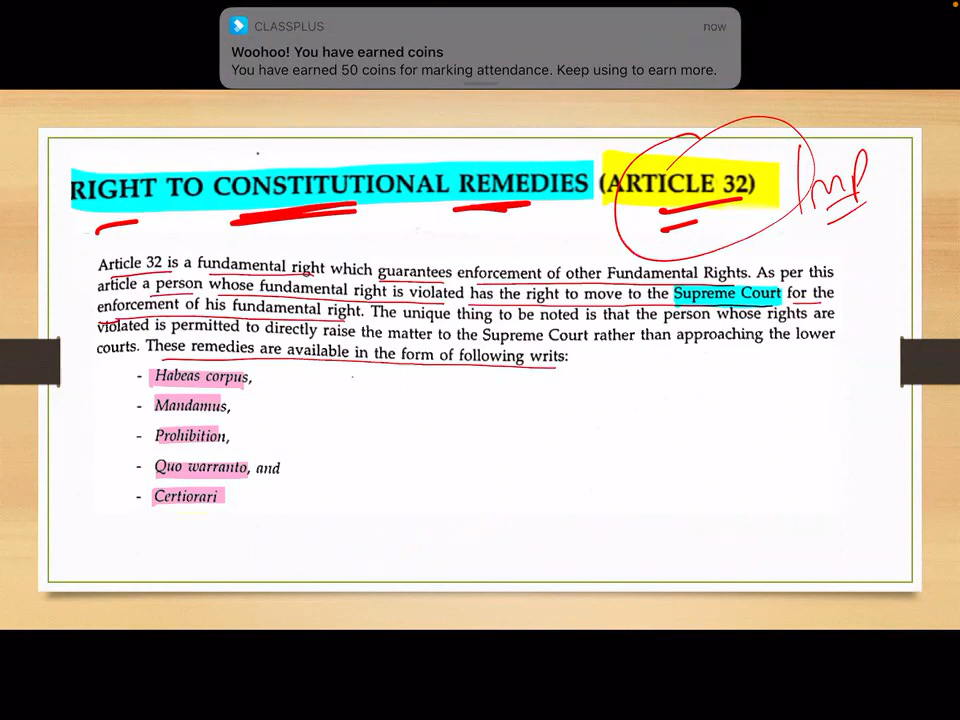 CLASSPLUS
now
Woohoo! You have earned coins
You have earned 50 coins for marking attendance. Keep using to earn more.
RIGHT TO CONSTITUTIONAL REMEDIES (ARTICLE 32)
Imp
Article 32 is a fundamental right which guarantees enforcement of other Fundamental Rights. As per this
article a person whose fundamental right is violated has the right to move to the Supreme Court for the
enforcement of his fundamental right. The unique thing to be noted is that the person whose rights are
violated is permitted to directly raise the matter to the Supreme Court rather than approaching the lower
courts. These remedies are available in the form of following writs:
- Habeas corpus,
- Mandamus,
- Prohibition,
- Quo warranto, and
- Certiorari